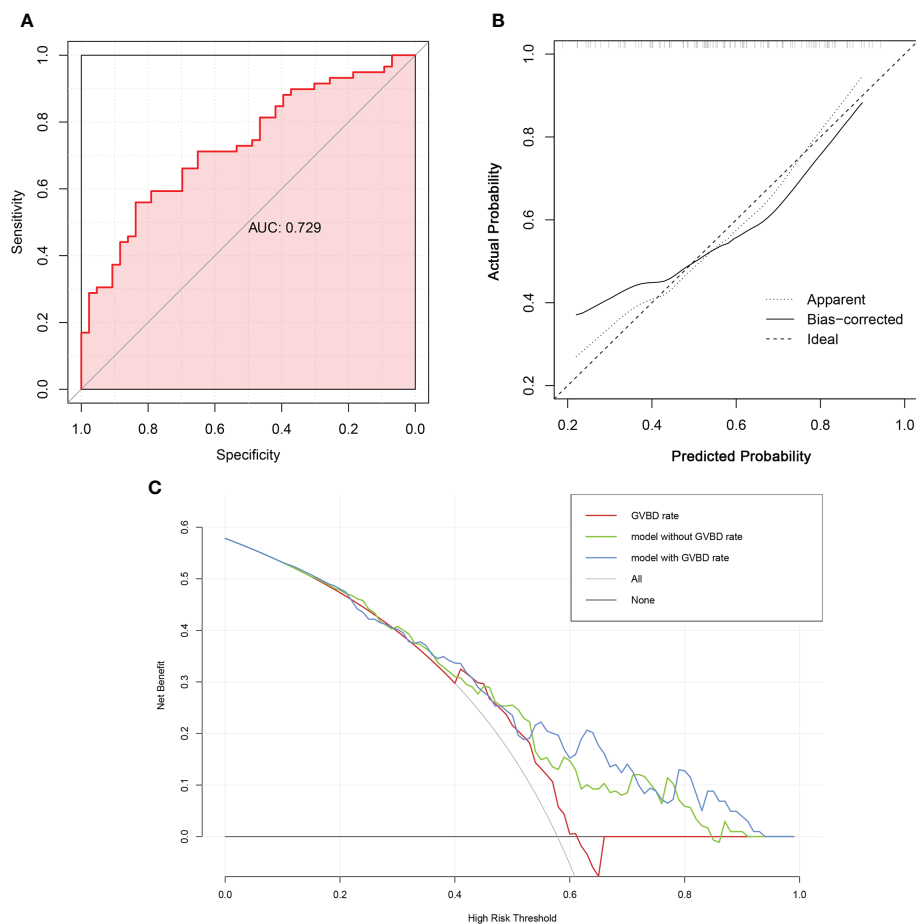 A
1.0
0.8
0.6
0.4
0.2
0.0
Sensitivity
AUC: 0.729
1.0 0.8 0.6 0.4 0.2 0.0
Specificity
B
1.0
0.8
0.6
0.4
0.2
Actual Probability
Apparent
Bias−corrected
Ideal
0.2 0.4 0.6 0.8 1.0
Predicted Probability
C
GVBD rate
model without GVBD rate
model with GVBD rate
All
None
0.6
0.5
0.4
0.3
0.2
0.1
0.0
Net Benefit
0.0 0.2 0.4 0.6 0.8 1.0
High Risk Threshold